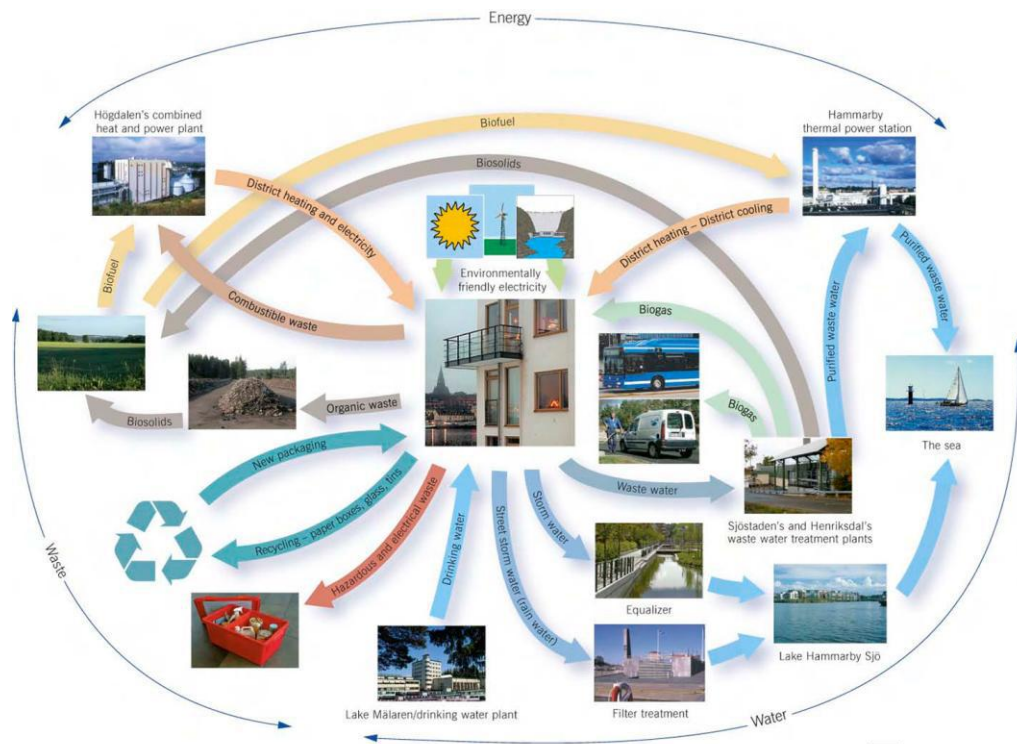 Energy
Högdalen's combined
heat and power plant
Hammarby
thermal power station
Biofuel
Biosolids
District heating and electricity
District heating – District cooling
Purified waste water
Purified waste water
Environmentally
friendly electricity
Biofuel
Combustible waste
Biogas
Biogas
The sea
Organic waste
Biosolids
New packaging
Recycling – paper boxes, glass, tins
Hazardous and electrical waste
Drinking water
Street storm water (rain water)
Storm water
Waste water
Sjöstaden's and Henriksdal's
waste water treatment plants
Waste
Equalizer
Lake Hammarby Sjö
Lake Mälaren/drinking water plant
Filter treatment
Water